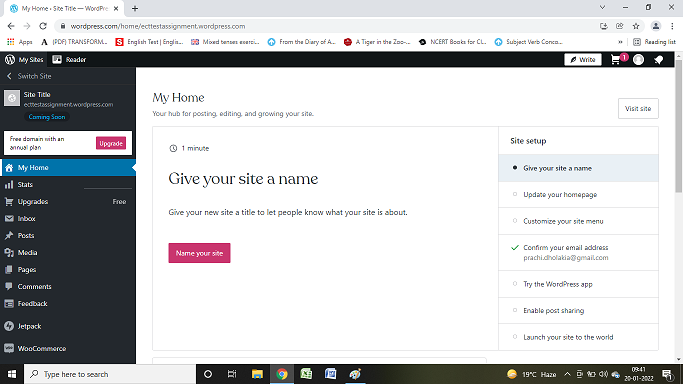 My Home ‹ Site Title — WordPre
wordpress.com/home/ecttestassignment.wordpress.com
Apps
(PDF) TRANSFORM...
English Test | Englis...
Mixed tenses exerci...
From the Diary of A...
A Tiger in the Zoo-...
NCERT Books for Cl...
Subject Verb Conco...
»
Reading list
My Sites
Reader
Write
1
Switch Site
Site Title
ecttestassignment.wordpress.com
Coming Soon
Free domain with an
annual plan
Upgrade
My Home
Stats
Upgrades
Free
Inbox
Posts
Media
Pages
Comments
Feedback
Jetpack
WooCommerce
My Home
Your hub for posting, editing, and growing your site.
Visit site
1 minute
Give your site a name
Give your new site a title to let people know what your site is about.
Name your site
Site setup
Give your site a name
Update your homepage
Customize your site menu
Confirm your email address
prachi.dholakia@gmail.com
Try the WordPress app
Enable post sharing
Launch your site to the world
Type here to search
19°C Haze
09:41
20-01-2022